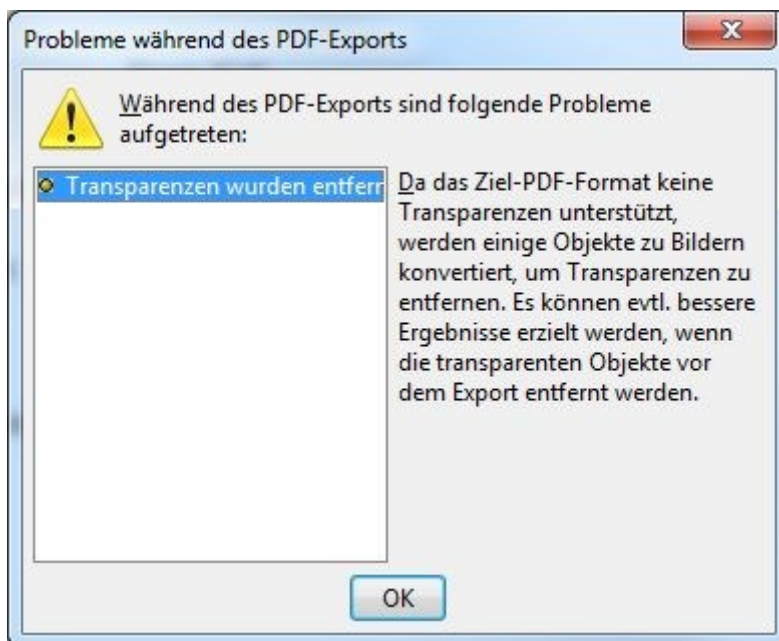 Probleme während des PDF-Exports
Während des PDF-Exports sind folgende Probleme
aufgetreten:
Transparenzen wurden entferr
Da das Ziel-PDF-Format keine
Transparenzen unterstützt,
werden einige Objekte zu Bildern
konvertiert, um Transparenzen zu
entfernen. Es können evtl. bessere
Ergebnisse erzielt werden, wenn
die transparenten Objekte vor
dem Export entfernt werden.
OK